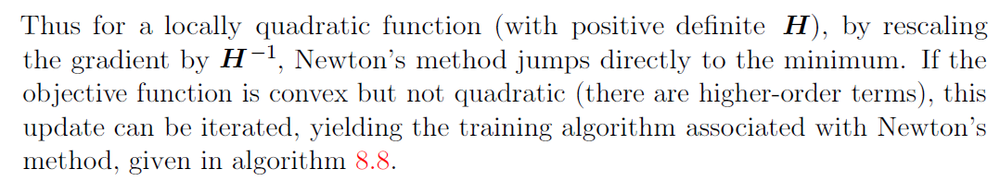 Thus for a locally quadratic function (with positive definite H), by rescaling
the gradient by H⁻¹, Newton’s method jumps directly to the minimum. If the
objective function is convex but not quadratic (there are higher-order terms), this
update can be iterated, yielding the training algorithm associated with Newton’s
method, given in algorithm 8.8.